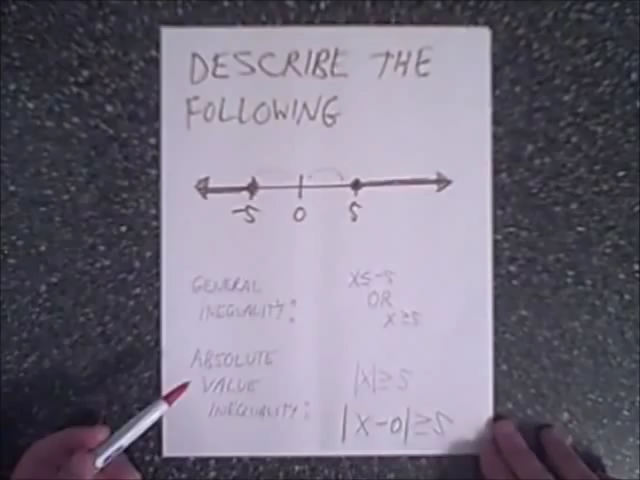 DESCRIBE THE
FOLLOWING
-5 0 5
GENERAL
INEQUALITY:
X≤-5
OR
X≥5
ABSOLUTE
VALUE
INEQUALITY:
|X|≥5
|X-0|≥5